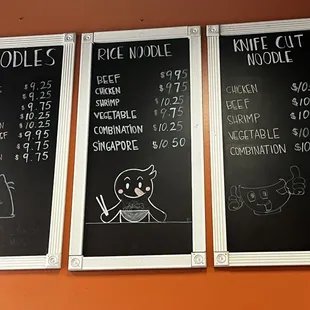 NOODLES
$9.25
$9.25
$9.75
$10.25
$10.25
$9.95
$9.75
$9.75
RICE NOODLE
BEEF $9.95
CHICKEN $9.75
SHRIMP $10.25
VEGETABLE $9.75
COMBINATION $10.25
SINGAPORE $10.50
KNIFE CUT
NOODLE
CHICKEN
BEEF
SHRIMP
VEGETABLE
COMBINATION